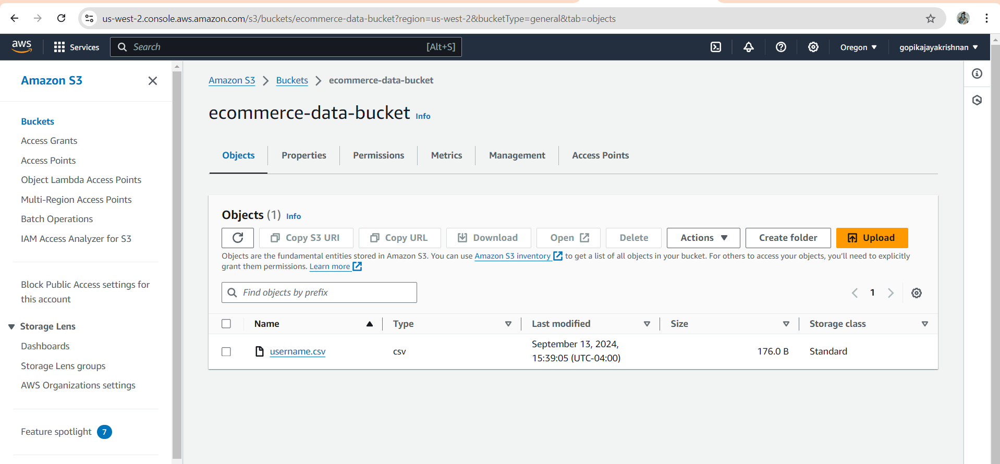 us-west-2.console.aws.amazon.com/s3/buckets/ecommerce-data-bucket?region=us-west-2&bucketType=general&tab=objects
aws
Services
Search
[Alt+S]
Oregon
gopikajayakrishnan
Amazon S3
Buckets
Access Grants
Access Points
Object Lambda Access Points
Multi-Region Access Points
Batch Operations
IAM Access Analyzer for S3
Block Public Access settings for
this account
Storage Lens
Dashboards
Storage Lens groups
AWS Organizations settings
Feature spotlight 7
Amazon S3 > Buckets > ecommerce-data-bucket
ecommerce-data-bucket Info
Objects
Properties
Permissions
Metrics
Management
Access Points
Objects (1) Info
Copy S3 URI
Copy URL
Download
Open
Delete
Actions
Create folder
Upload
Objects are the fundamental entities stored in Amazon S3. You can use Amazon S3 inventory to get a list of all objects in your bucket. For others to access your objects, you'll need to explicitly
grant them permissions. Learn more
Find objects by prefix
1
Name
Type
Last modified
Size
Storage class
username.csv
csv
September 13, 2024,
15:39:05 (UTC-04:00)
176.0 B
Standard